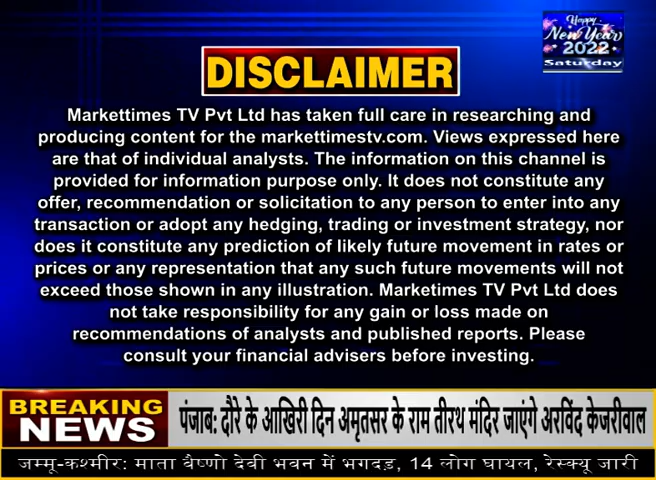 Happy
New Year
2022
Saturday
DISCLAIMER
Markettimes TV Pvt Ltd has taken full care in researching and
producing content for the markettimestv.com. Views expressed here
are that of individual analysts. The information on this channel is
provided for information purpose only. It does not constitute any
offer, recommendation or solicitation to any person to enter into any
transaction or adopt any hedging, trading or investment strategy, nor
does it constitute any prediction of likely future movement in rates or
prices or any representation that any such future movements will not
exceed those shown in any illustration. Marketimes TV Pvt Ltd does
not take responsibility for any gain or loss made on
recommendations of analysts and published reports. Please
consult your financial advisers before investing.
BREAKING
NEWS
पंजाब: दौरे के आखिरी दिन अमृतसर के राम तीरथ मंदिर जाएंगे अरविंद केजरीवाल
जम्मू-कश्मीर: माता वैष्णो देवी भवन में भगदड़, 14 लोग घायल, रेस्क्यू जारी